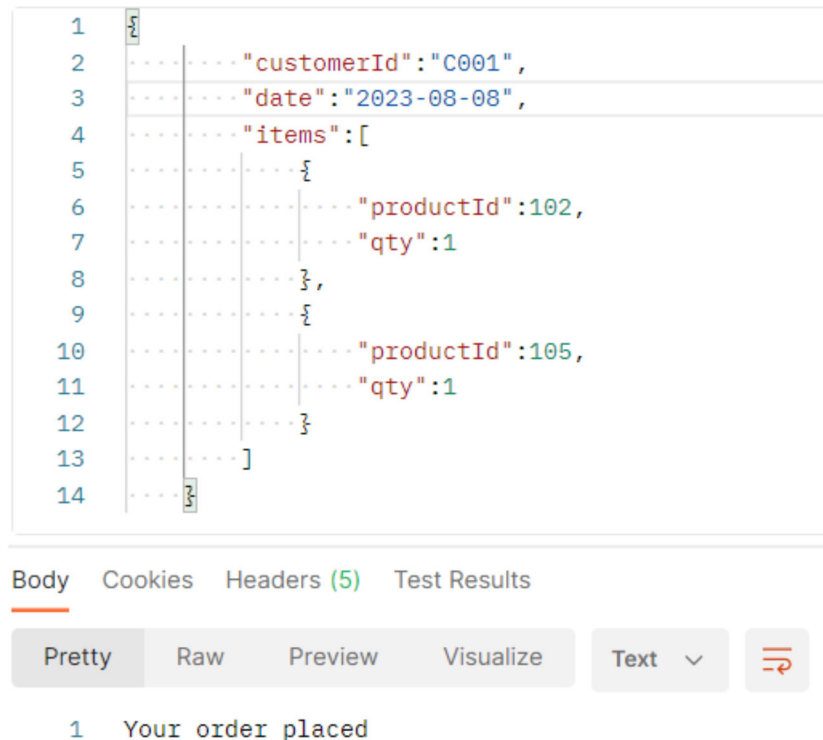 1 {
2 "customerId":"C001",
3 "date":"2023-08-08",
4 "items":[
5 {
6 "productId":102,
7 "qty":1
8 },
9 {
10 "productId":105,
11 "qty":1
12 }
13 ]
14 }
Body Cookies Headers (5) Test Results
Pretty Raw Preview Visualize Text
1 Your order placed